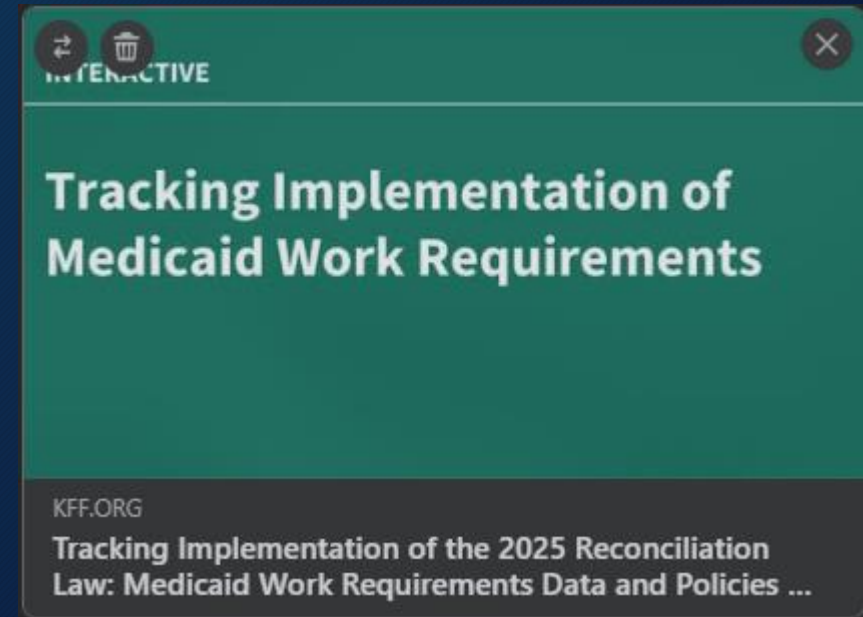 INTERACTIVE
Tracking Implementation of
Medicaid Work Requirements
KFF.ORG
Tracking Implementation of the 2025 Reconciliation
Law: Medicaid Work Requirements Data and Policies ...